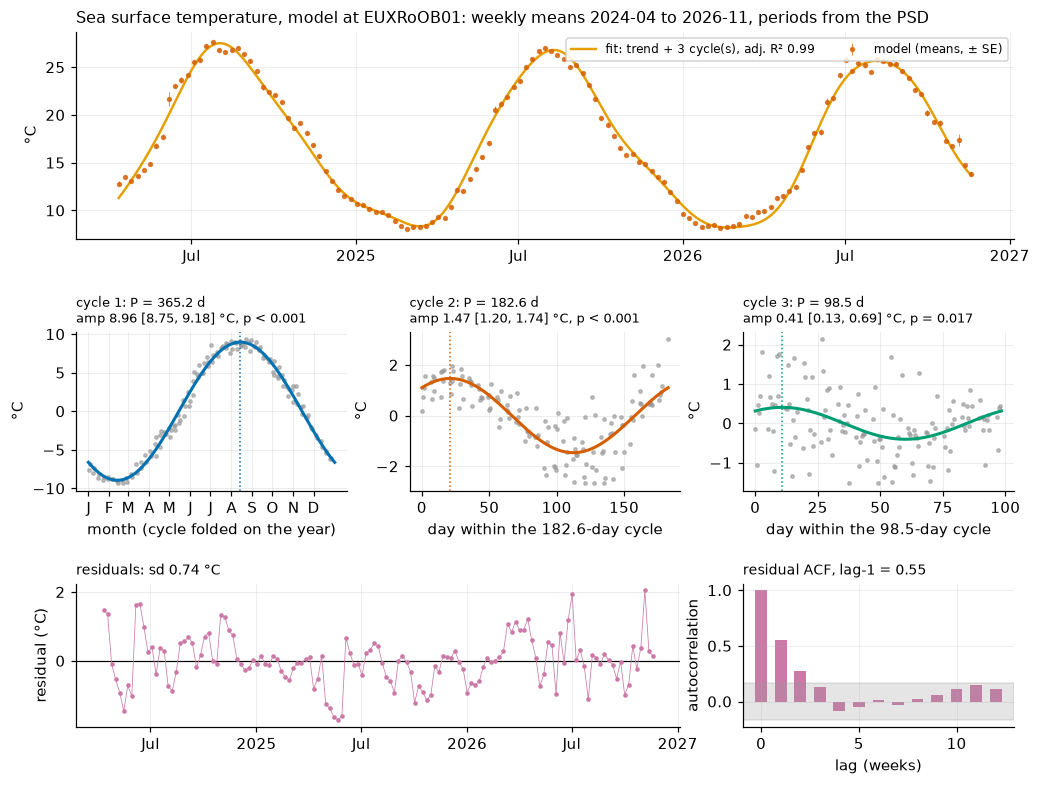 Sea surface temperature, model at EUXRoOB01: weekly means 2024-04 to 2026-11, periods from the PSD
fit: trend + 3 cycle(s), adj. R² 0.99
model (means, ± SE)
°C
25
20
15
10
Jul
2025
Jul
2026
Jul
2027
cycle 1: P = 365.2 d
amp 8.96 [8.75, 9.18] °C, p < 0.001
°C
10
5
0
−5
−10
J F M A M J J A S O N D
month (cycle folded on the year)
cycle 2: P = 182.6 d
amp 1.47 [1.20, 1.74] °C, p < 0.001
°C
2
0
−2
0 50 100 150
day within the 182.6-day cycle
cycle 3: P = 98.5 d
amp 0.41 [0.13, 0.69] °C, p = 0.017
°C
2
1
0
−1
0 25 50 75 100
day within the 98.5-day cycle
residuals: sd 0.74 °C
residual (°C)
2
0
Jul 2025 Jul 2026 Jul 2027
residual ACF, lag-1 = 0.55
autocorrelation
1.0
0.5
0.0
0 5 10
lag (weeks)